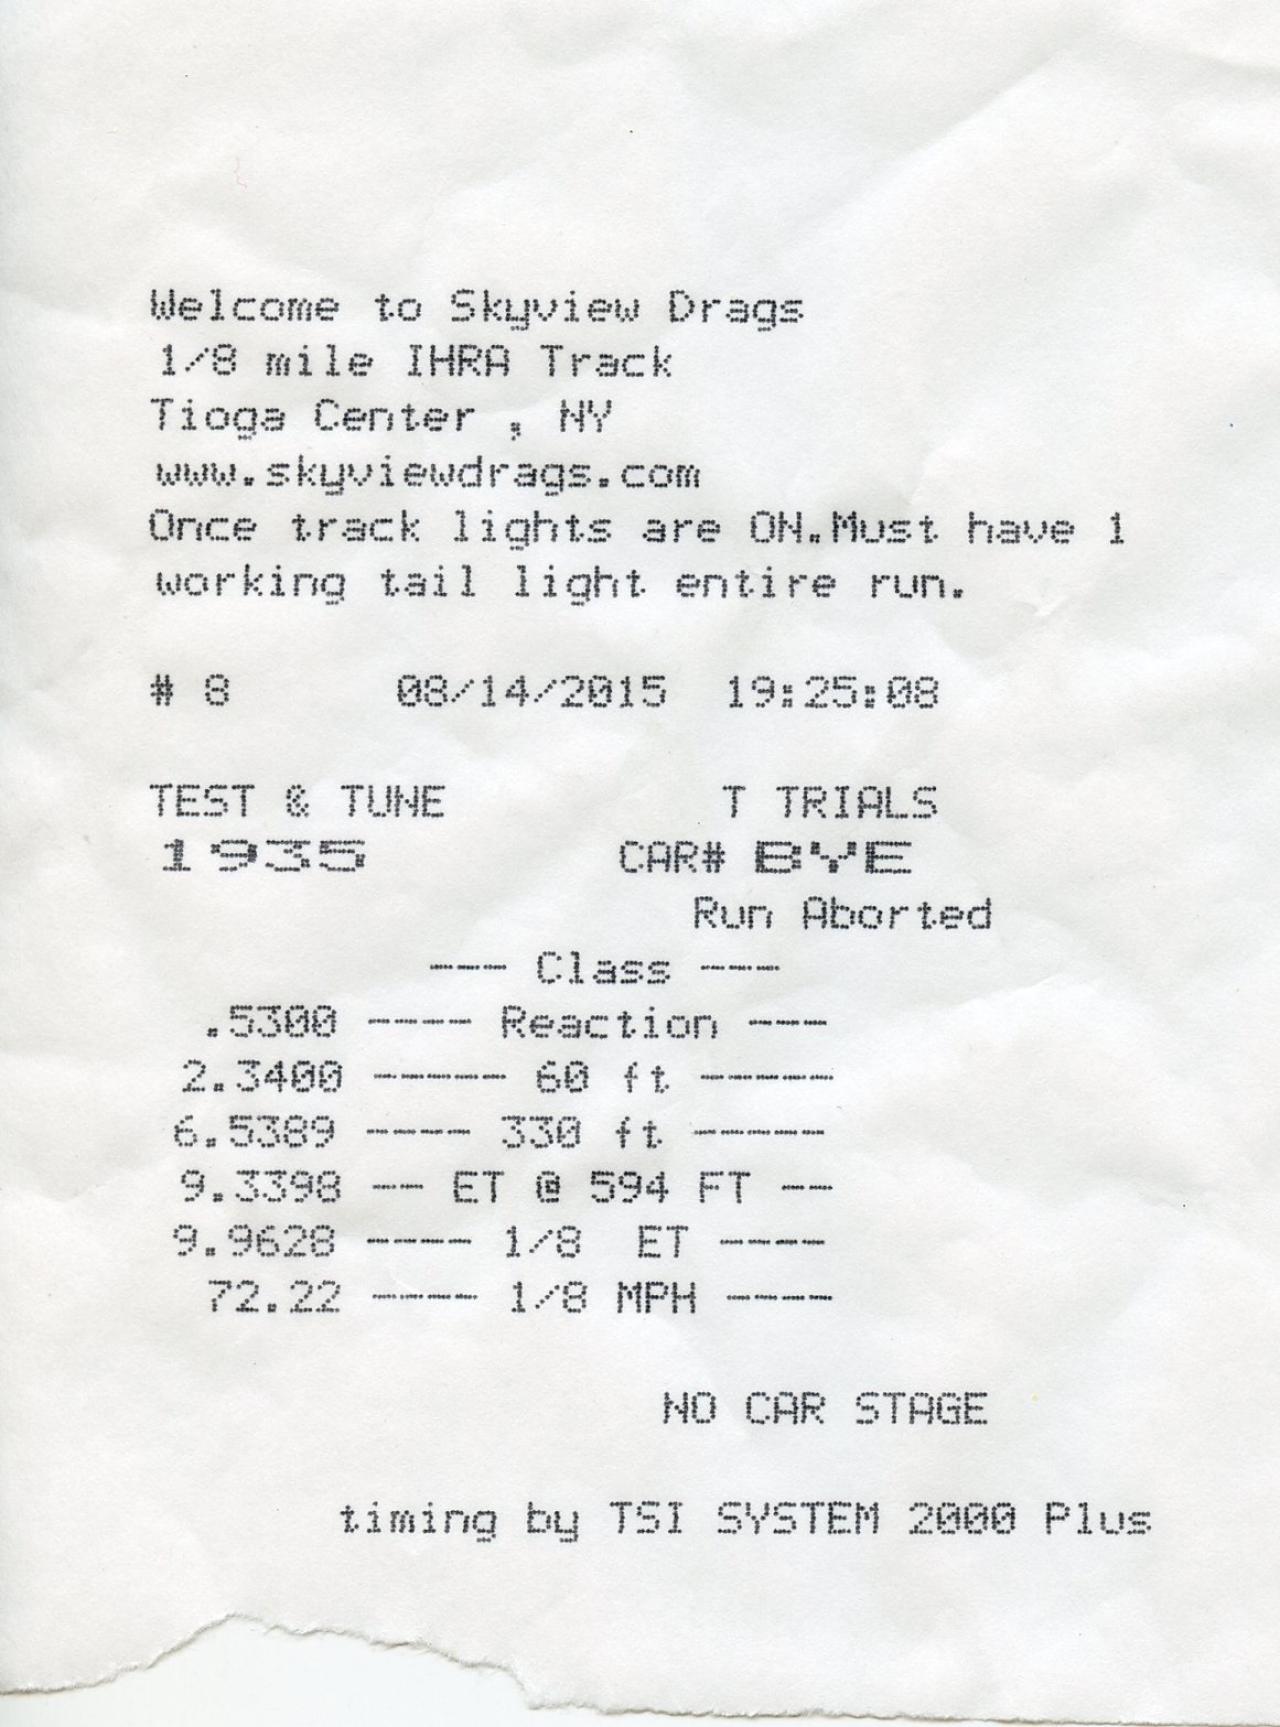 Welcome to Skyview Drags
1/8 mile IHRA Track
Tioga Center , NY
www.skyviewdrags.com
Once track lights are ON.Must have 1
working tail light entire run.
# 8 08/14/2015 19:25:08
TEST & TUNE T TRIALS
1935 CAR# BYE
Run Aborted
--- Class ---
.5300 ---- Reaction ---
2.3400 ----- 60 ft -----
6.5389 ---- 330 ft -----
9.3398 -- ET @ 594 FT --
9.9628 ---- 1/8 ET ----
72.22 ---- 1/8 MPH ----
NO CAR STAGE
timing by TSI SYSTEM 2000 Plus